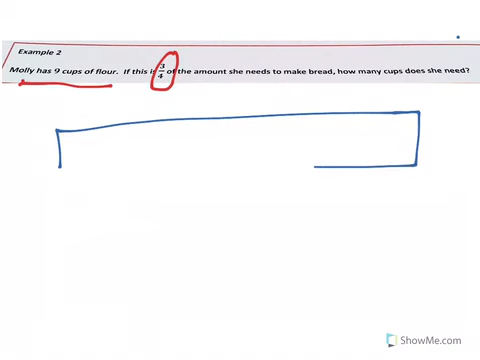 Example 2
Molly has 9 cups of flour. If this is 3/4 of the amount she needs to make bread, how many cups does she need?
ShowMe.com